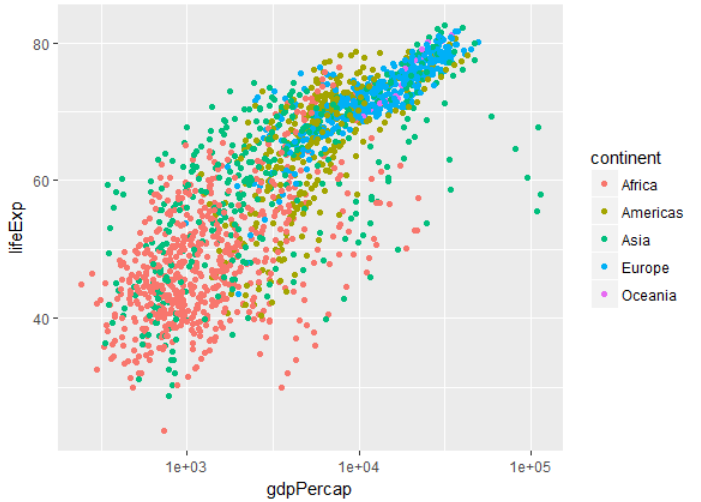 80
60
40
lifeExp
1e+03
1e+04
1e+05
gdpPercap
continent
Africa
Americas
Asia
Europe
Oceania